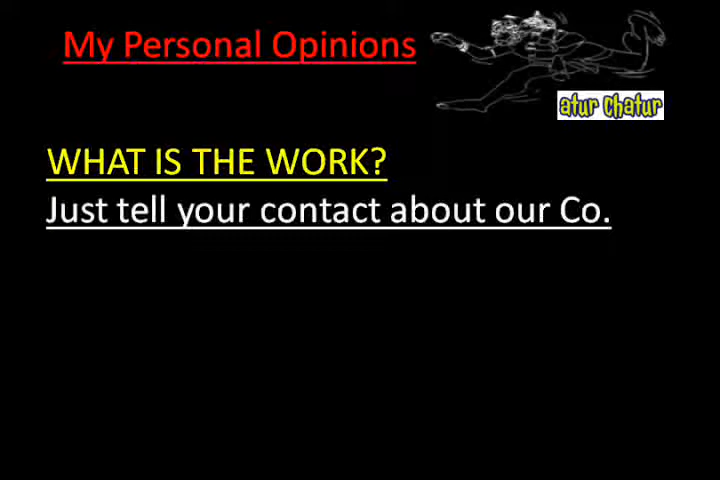 My Personal Opinions
atur Chatur
WHAT IS THE WORK?
Just tell your contact about our Co.